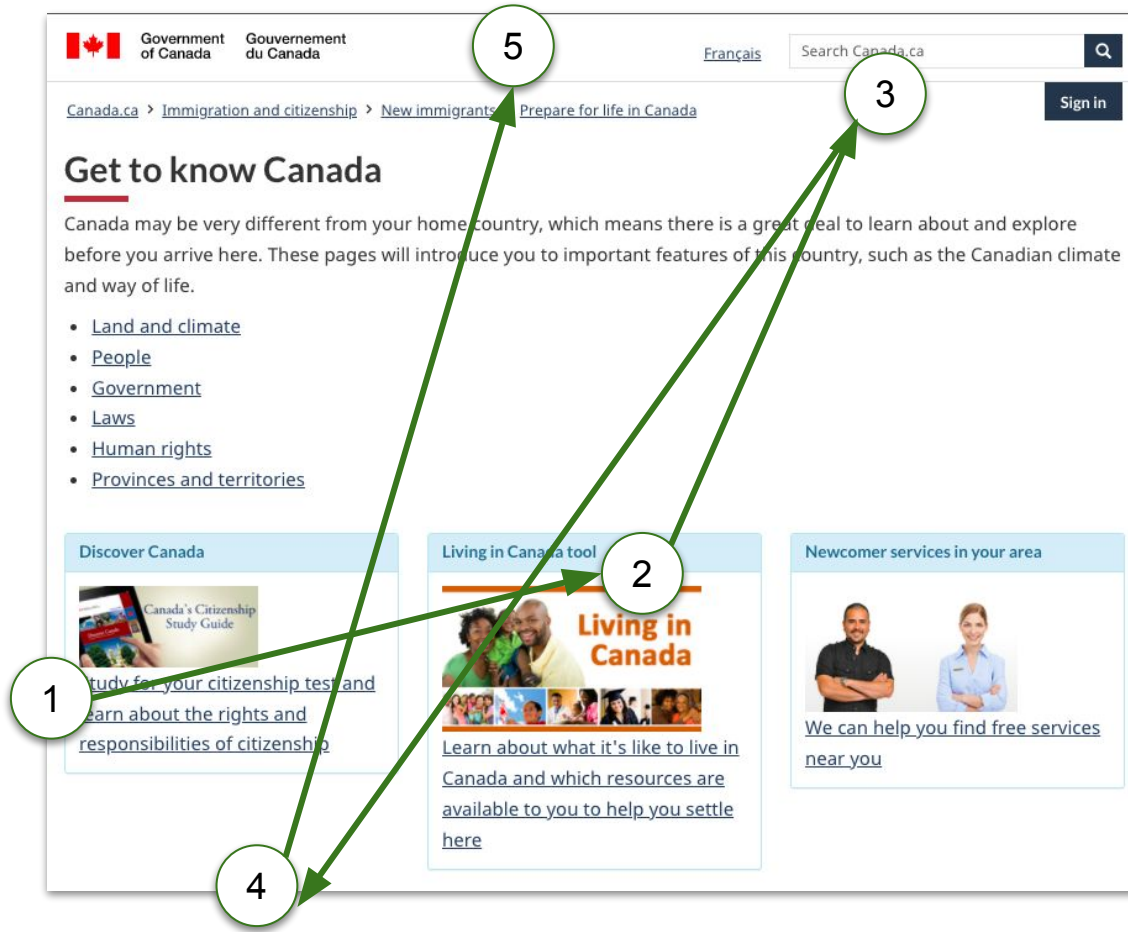 Government of Canada
Gouvernement du Canada
5
Français
Search Canada.ca
3
Canada.ca > Immigration and citizenship > New immigrants Prepare for life in Canada
Sign in
Get to know Canada
Canada may be very different from your home country, which means there is a great deal to learn about and explore
before you arrive here. These pages will introduce you to important features of this country, such as the Canadian climate
and way of life.
• Land and climate
• People
• Government
• Laws
• Human rights
• Provinces and territories
Discover Canada
Canada's Citizenship
Study Guide
1
Study for your citizenship test and
learn about the rights and
responsibilities of citizenship
Living in Canada tool
2
Living in
Canada
Learn about what it's like to live in
Canada and which resources are
available to you to help you settle
here
Newcomer services in your area
We can help you find free services
near you
4